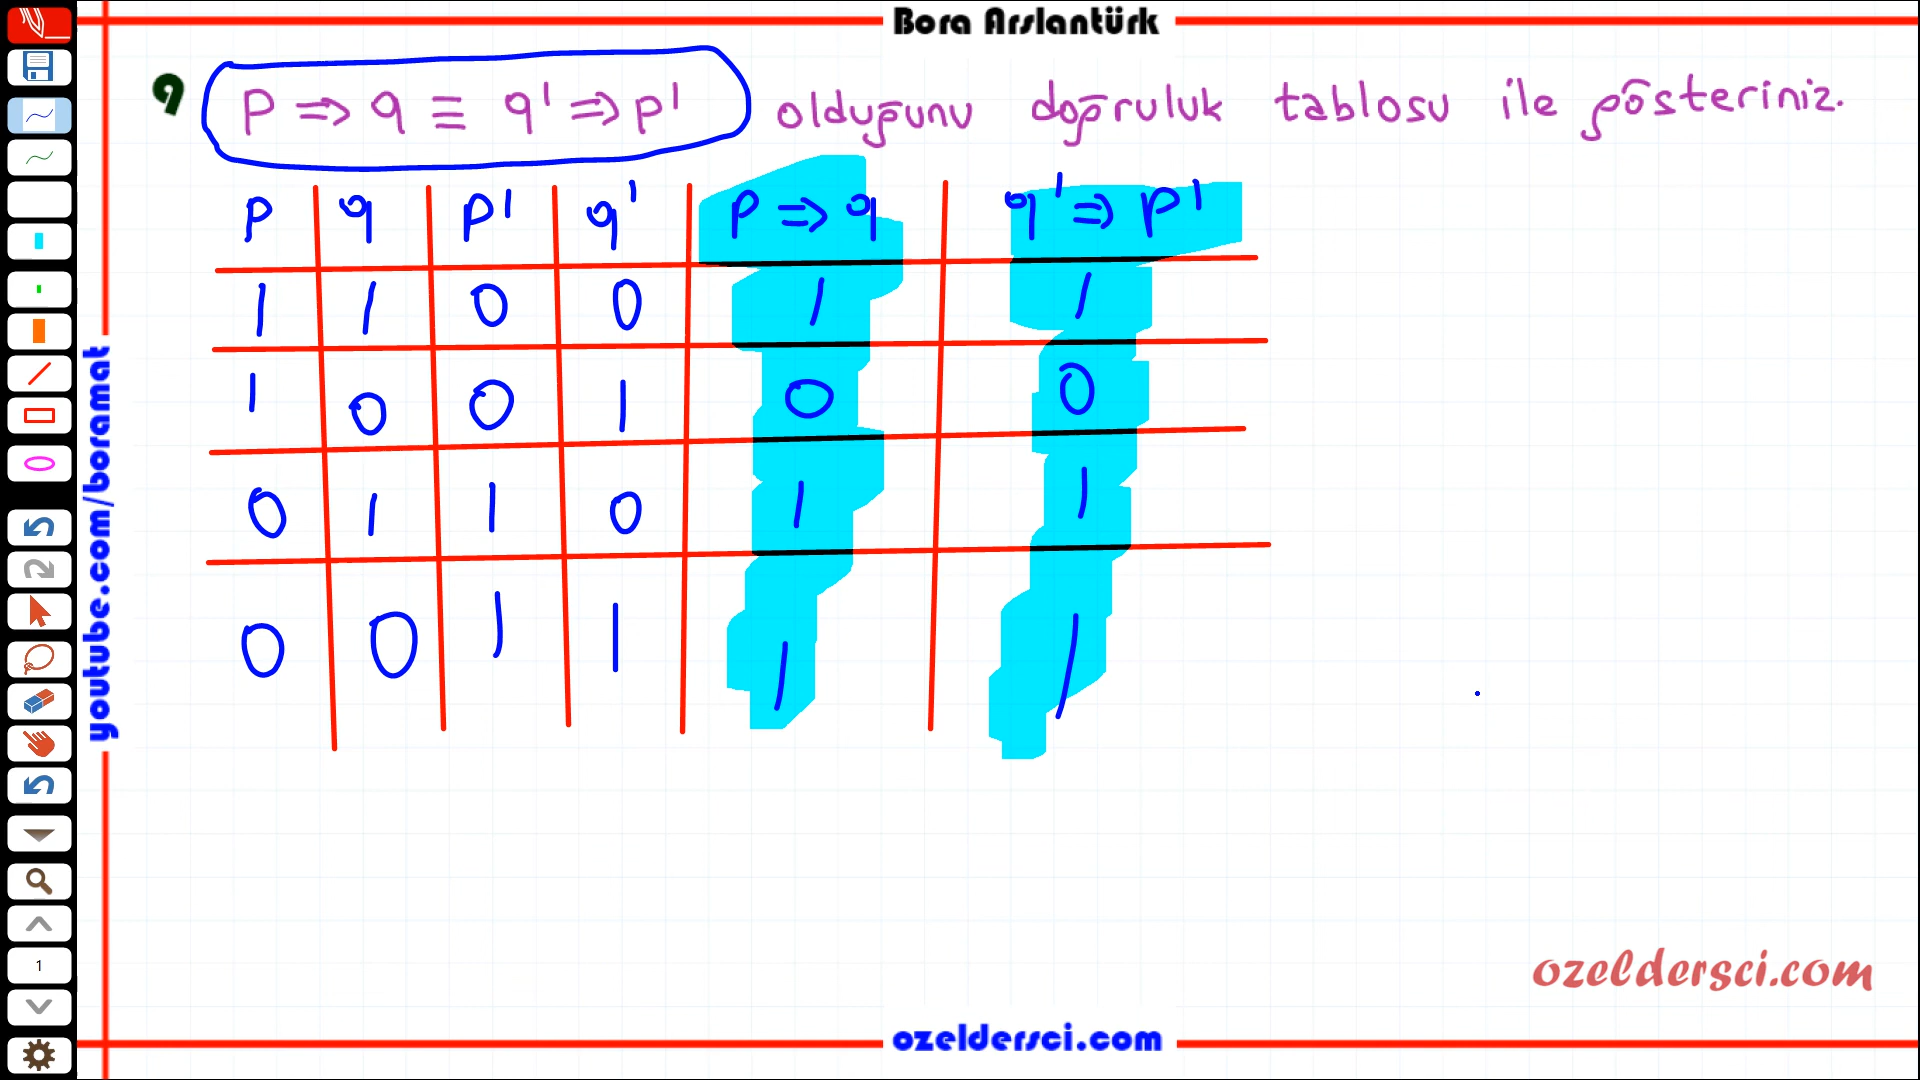 Bora Arslantürk
9 p ⇒ q ≡ q' ⇒ p' olduğunu doğruluk tablosu ile gösteriniz.
p q p' q' p ⇒ q q' ⇒ p'
1 1 0 0 1 1
1 0 0 1 0 0
0 1 1 0 1 1
0 0 1 1 1 1
youtube.com/boramat
1
ozeldersci.com
ozeldersci.com